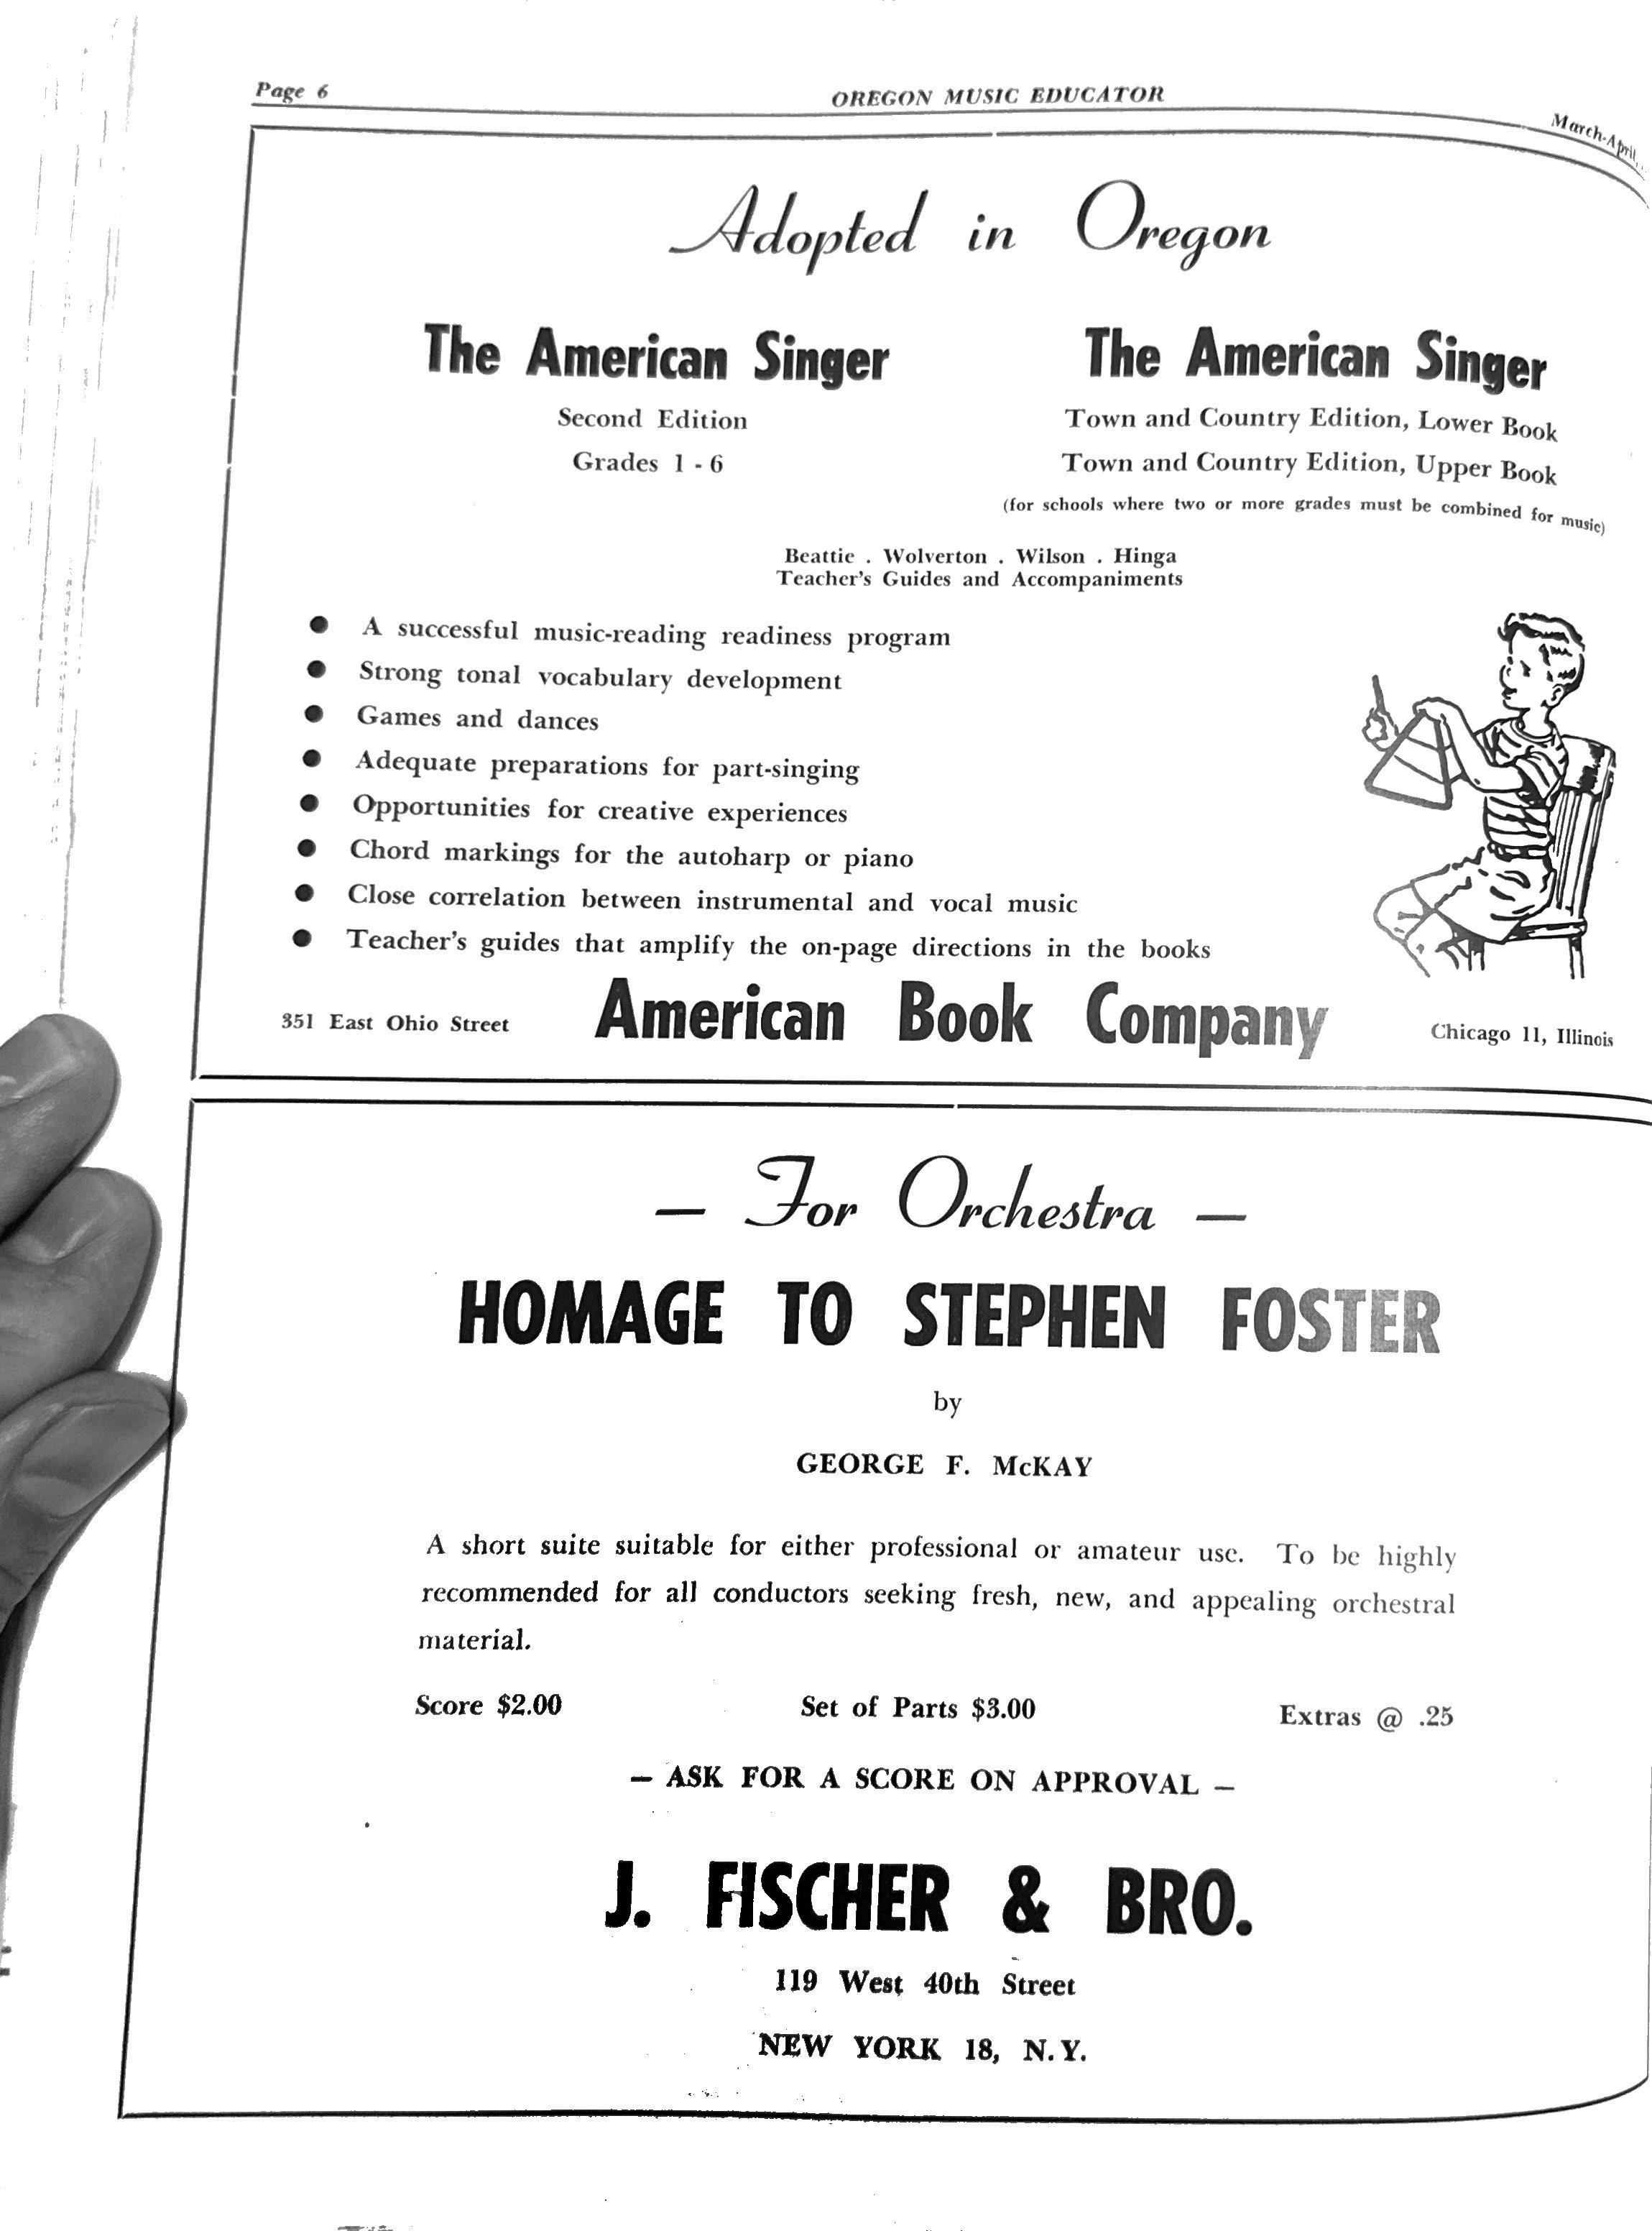 Page 6
OREGON MUSIC EDUCATOR
March-April,
Adopted in Oregon
The American Singer
Second Edition
Grades 1 - 6
The American Singer
Town and Country Edition, Lower Book
Town and Country Edition, Upper Book
(for schools where two or more grades must be combined for music)
Beattie . Wolverton . Wilson . Hinga
Teacher's Guides and Accompaniments
● A successful music-reading readiness program
● Strong tonal vocabulary development
● Games and dances
● Adequate preparations for part-singing
● Opportunities for creative experiences
● Chord markings for the autoharp or piano
● Close correlation between instrumental and vocal music
● Teacher's guides that amplify the on-page directions in the books
351 East Ohio Street
American Book Company
Chicago 11, Illinois
— For Orchestra —
HOMAGE TO STEPHEN FOSTER
by
GEORGE F. McKAY
A short suite suitable for either professional or amateur use. To be highly
recommended for all conductors seeking fresh, new, and appealing orchestral
material.
Score $2.00
Set of Parts $3.00
Extras @ .25
— ASK FOR A SCORE ON APPROVAL —
J. FISCHER & BRO.
119 West 40th Street
NEW YORK 18, N.Y.